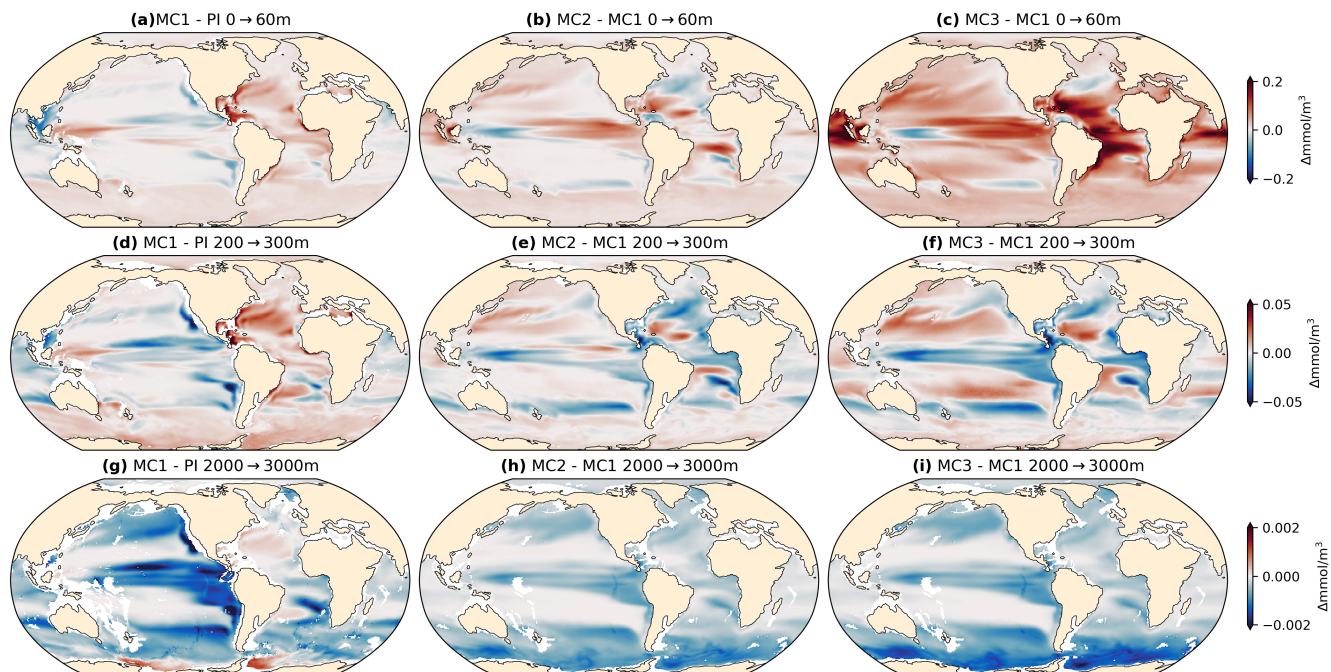 (a)MC1 - PI 0→60m
(b) MC2 - MC1 0→60m
(c) MC3 - MC1 0→60m
0.2
0.0
−0.2
Δmmol/m³
(d) MC1 - PI 200→300m
(e) MC2 - MC1 200→300m
(f) MC3 - MC1 200→300m
0.05
0.00
−0.05
Δmmol/m³
(g) MC1 - PI 2000→3000m
(h) MC2 - MC1 2000→3000m
(i) MC3 - MC1 2000→3000m
0.002
0.000
−0.002
Δmmol/m³